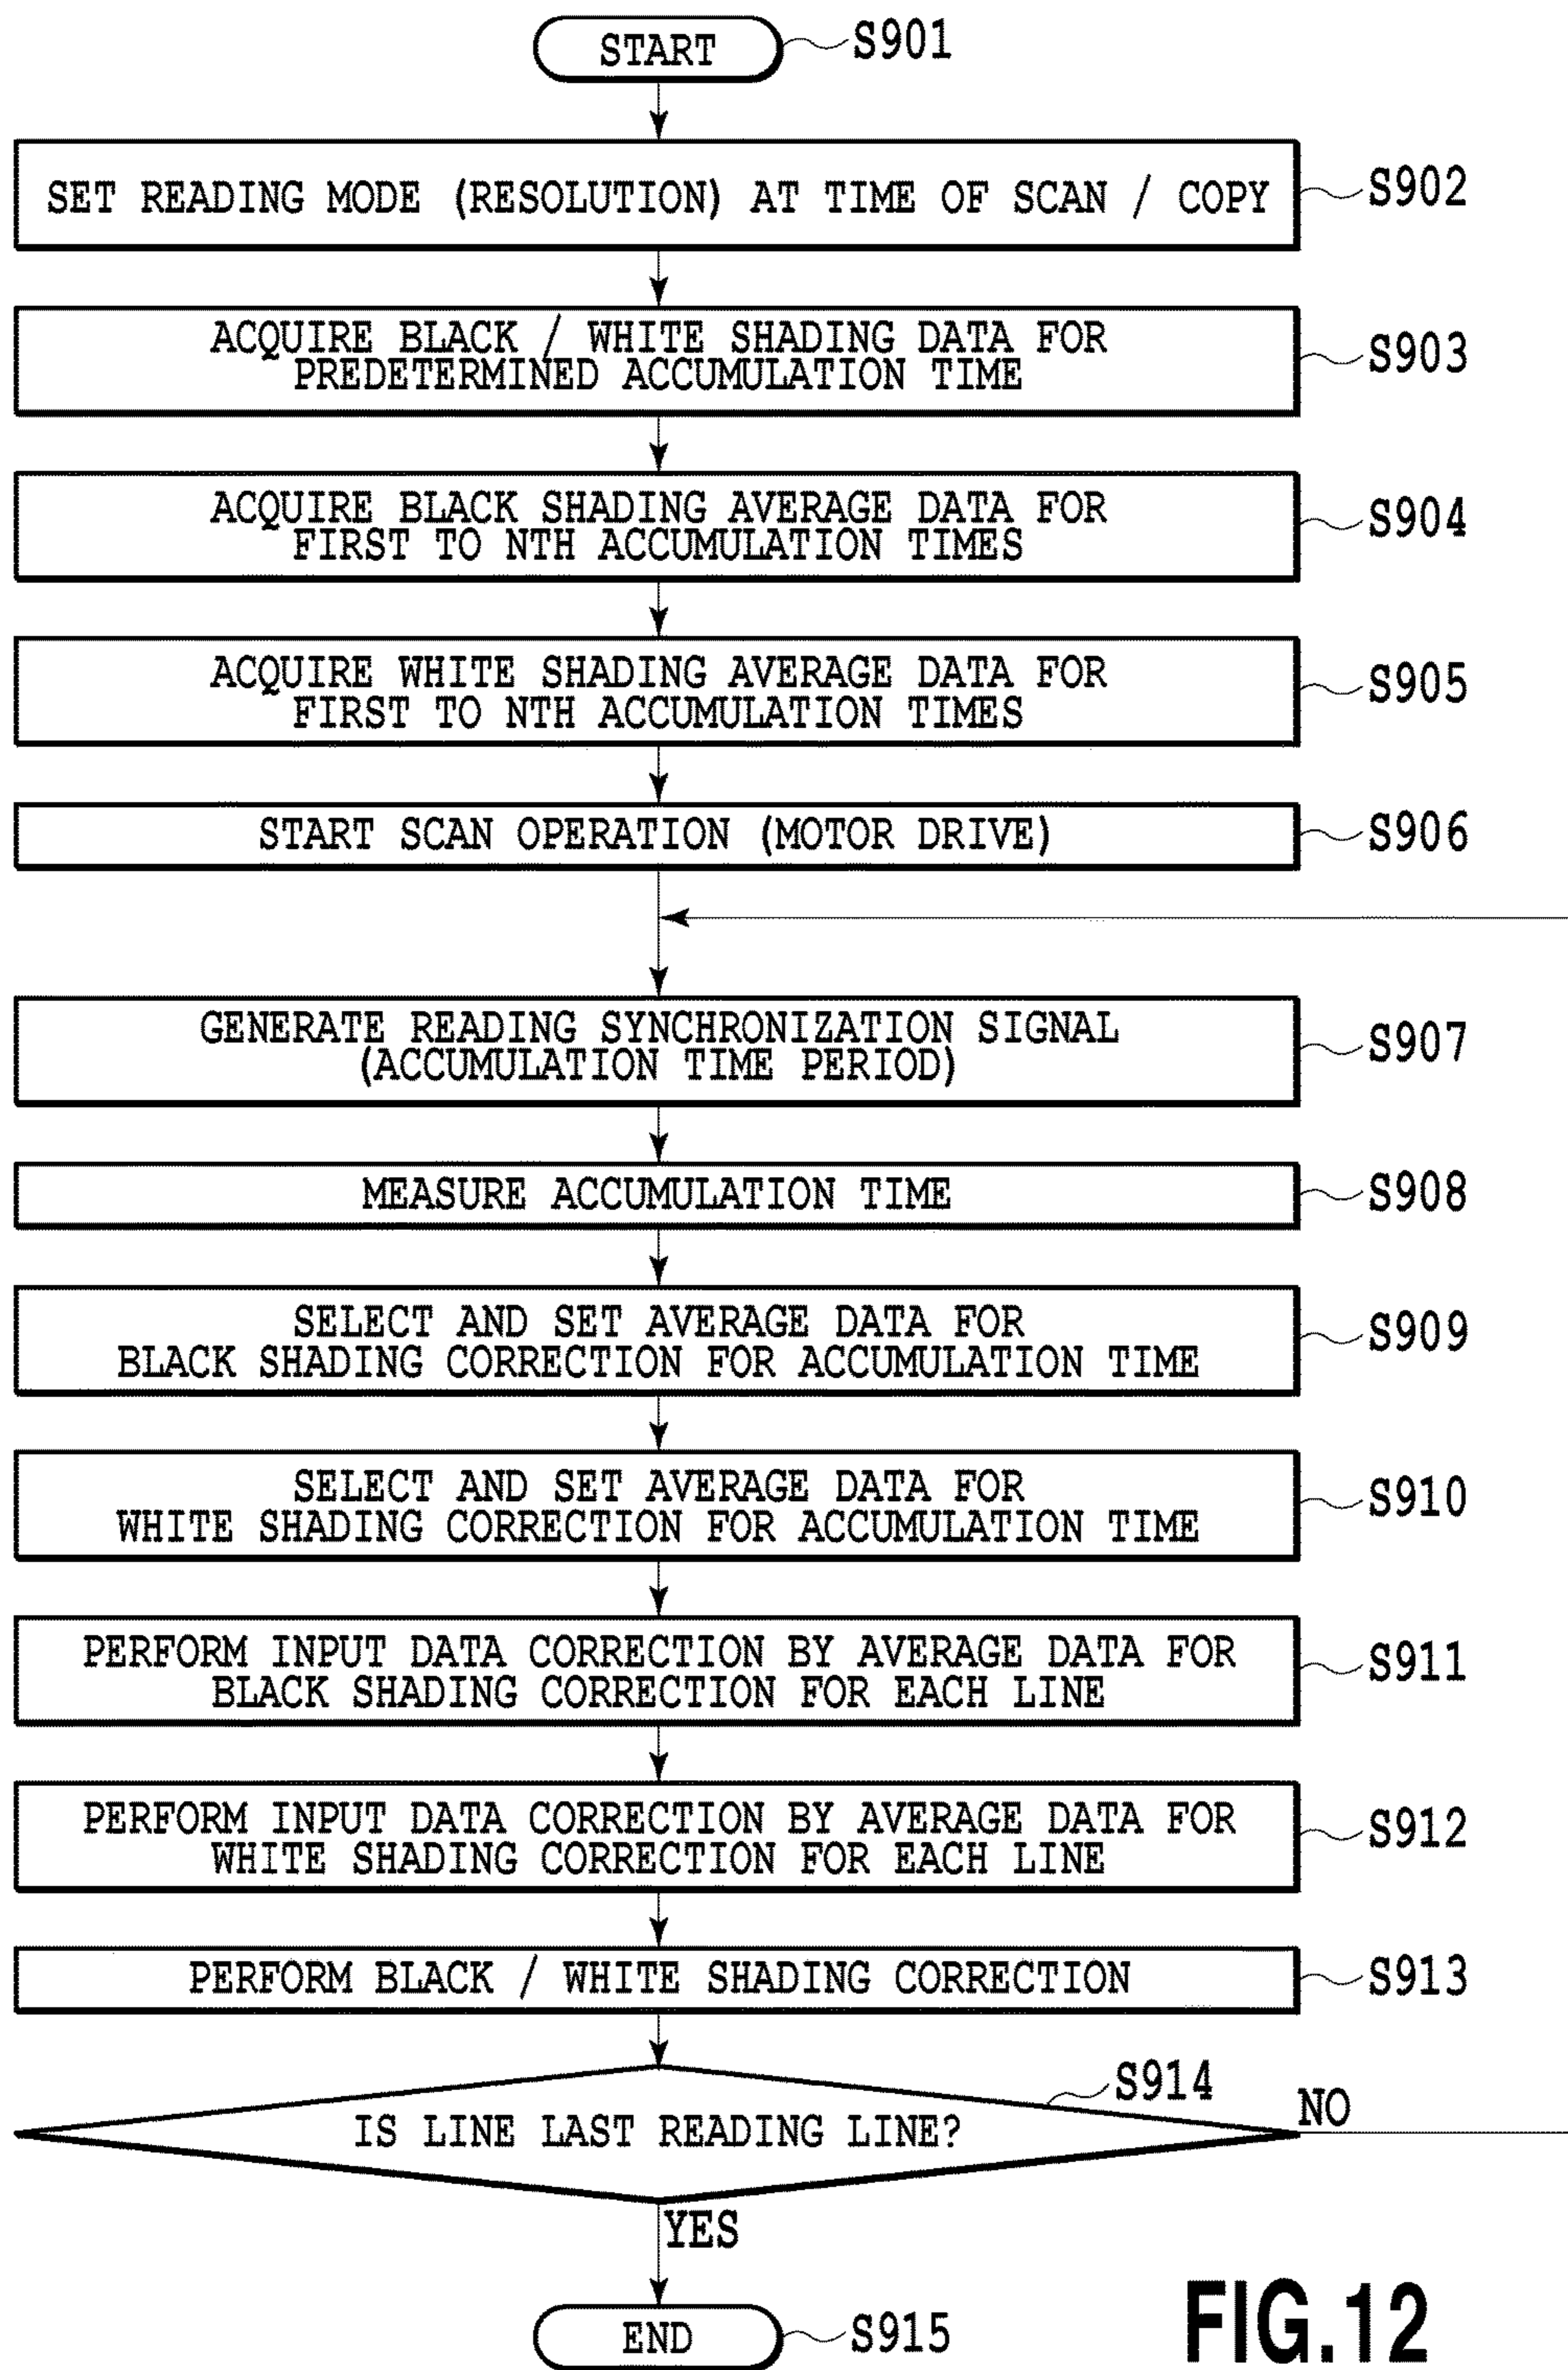 START
S901
SET READING MODE (RESOLUTION) AT TIME OF SCAN / COPY
S902
ACQUIRE BLACK / WHITE SHADING DATA FOR
PREDETERMINED ACCUMULATION TIME
S903
ACQUIRE BLACK SHADING AVERAGE DATA FOR
FIRST TO NTH ACCUMULATION TIMES
S904
ACQUIRE WHITE SHADING AVERAGE DATA FOR
FIRST TO NTH ACCUMULATION TIMES
S905
START SCAN OPERATION (MOTOR DRIVE)
S906
GENERATE READING SYNCHRONIZATION SIGNAL
(ACCUMULATION TIME PERIOD)
S907
MEASURE ACCUMULATION TIME
S908
SELECT AND SET AVERAGE DATA FOR
BLACK SHADING CORRECTION FOR ACCUMULATION TIME
S909
SELECT AND SET AVERAGE DATA FOR
WHITE SHADING CORRECTION FOR ACCUMULATION TIME
S910
PERFORM INPUT DATA CORRECTION BY AVERAGE DATA FOR
BLACK SHADING CORRECTION FOR EACH LINE
S911
PERFORM INPUT DATA CORRECTION BY AVERAGE DATA FOR
WHITE SHADING CORRECTION FOR EACH LINE
S912
PERFORM BLACK / WHITE SHADING CORRECTION
S913
S914
IS LINE LAST READING LINE?
NO
YES
END
S915
FIG.12